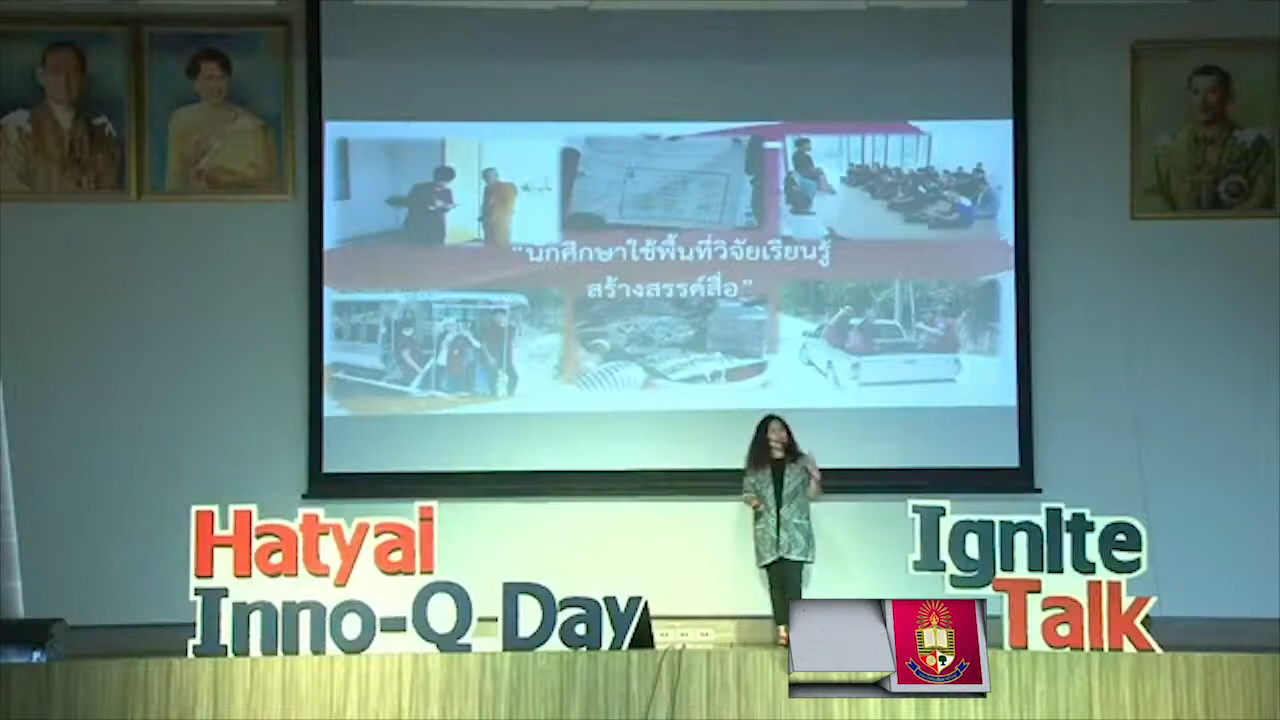 "นักศึกษาใช้พื้นที่วิจัยเรียนรู้
สร้างสรรค์สื่อ"
Hatyai
Inno-Q-Day
Ignite
Talk